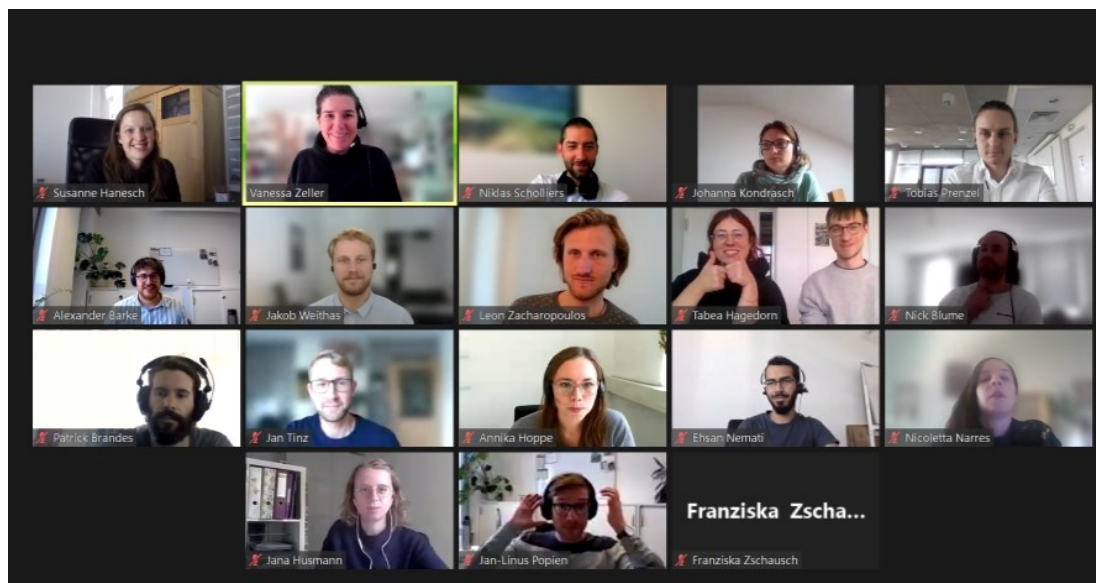 Susanne Hanesch
Vanessa Zeller
Niklas Scholliers
Johanna Kondrasch
Tobias Prenzel
Alexander Barke
Jakob Weithas
Leon Zacharopoulos
Tabea Hagedorn
Nick Blume
Patrick Brandes
Jan Tinz
Annika Hoppe
Ehsan Nemati
Nicoletta Narres
Jana Husmann
Jan-Linus Popien
Franziska Zscha...
Franziska Zschausch